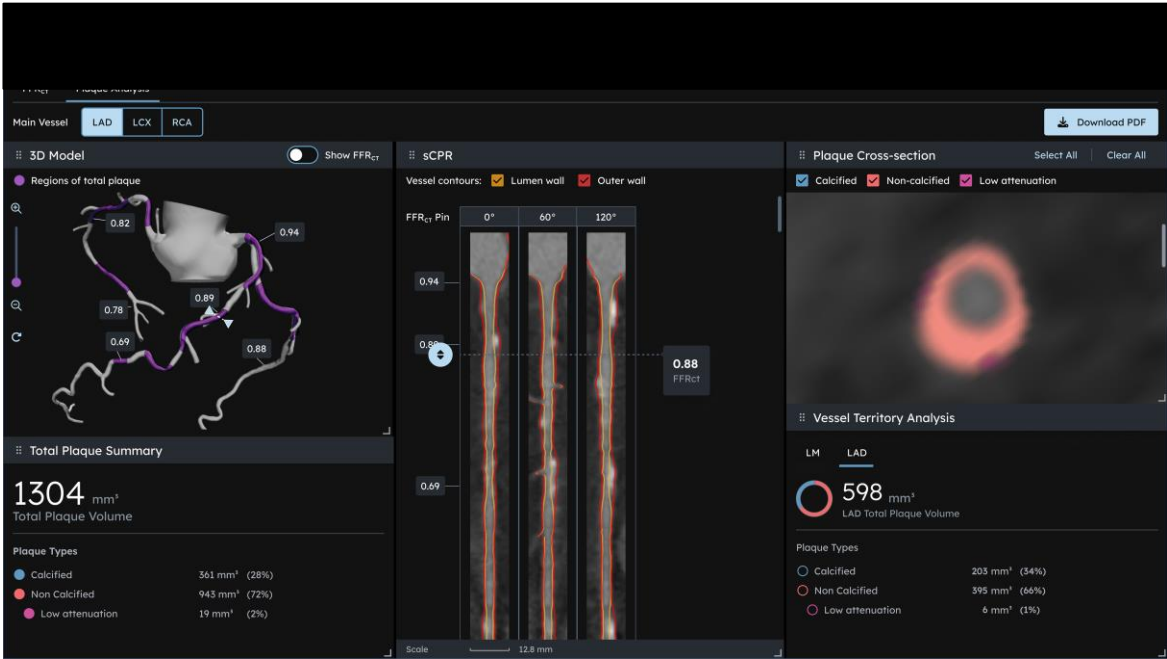 Plaque Analysis
Main Vessel LAD LCX RCA Download PDF
3D Model Show FFRCT
Regions of total plaque
0.82
0.94
0.89
0.78
0.69
0.88
Total Plaque Summary
1304 mm³
Total Plaque Volume
Plaque Types
Calcified 361 mm³ (28%)
Non Calcified 943 mm³ (72%)
Low attenuation 19 mm³ (2%)
sCPR
Vessel contours: Lumen wall Outer wall
FFRCT Pin 0° 60° 120°
0.94
0.88
FFRct
0.69
Scale 12.8 mm
Plaque Cross-section Select All Clear All
Calcified Non-calcified Low attenuation
Vessel Territory Analysis
LM LAD
598 mm³
LAD Total Plaque Volume
Plaque Types
Calcified 203 mm³ (34%)
Non Calcified 395 mm³ (66%)
Low attenuation 6 mm³ (1%)